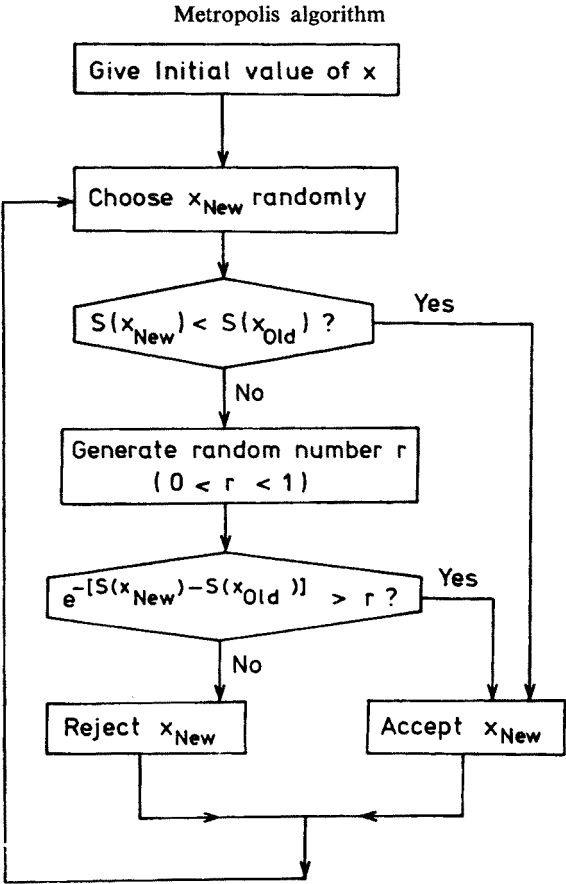 Metropolis algorithm
Give Initial value of x
Choose x_New randomly
S(x_New) < S(x_Old) ?
Yes
No
Generate random number r
(0 < r < 1)
e^-[S(x_New)-S(x_Old)] > r ?
Yes
No
Reject x_New
Accept x_New